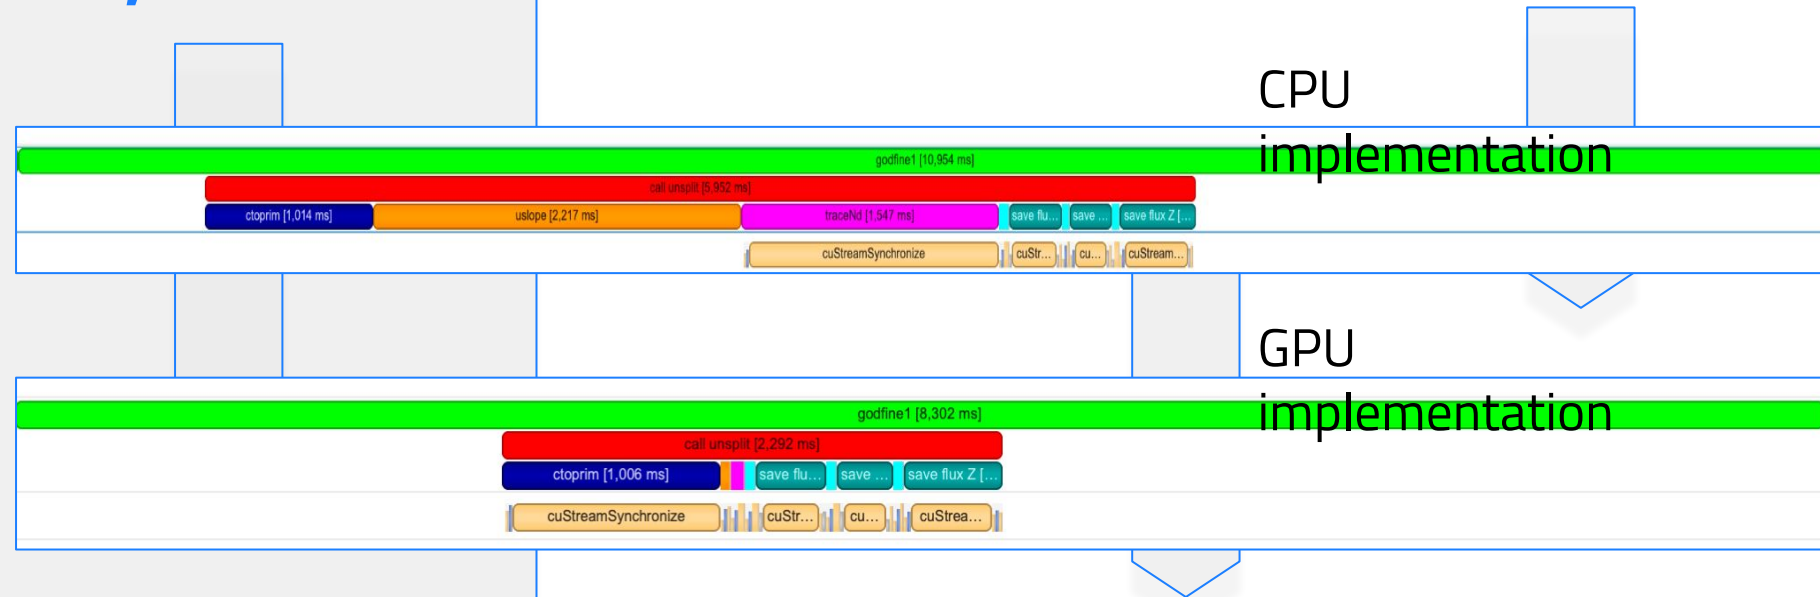 CPU
implementation
godfine1 [10,954 ms]
call unsplit [5,952 ms]
ctoprim [1,014 ms] uslope [2,217 ms] traceNd [1,547 ms] save flu... save ... save flux Z [...
cuStreamSynchronize cuStr... cu... cuStream...
GPU
implementation
godfine1 [8,302 ms]
call unsplit [2,292 ms]
ctoprim [1,006 ms] save flu... save ... save flux Z [...
cuStreamSynchronize cuStr... cu... cuStrea...